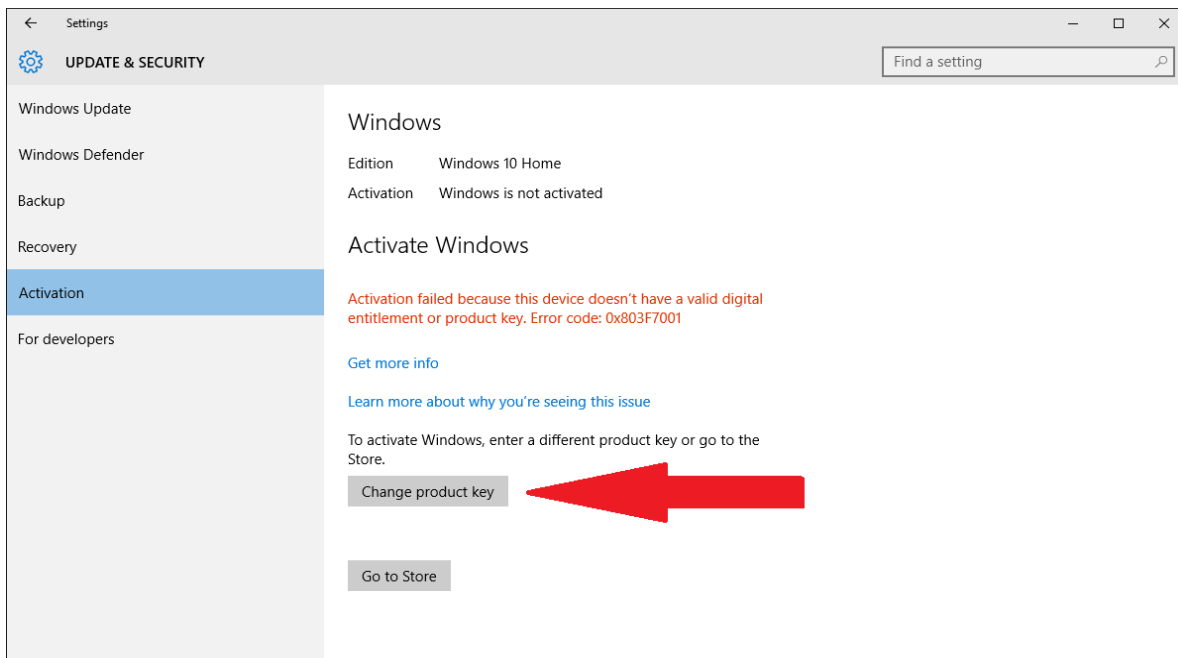 Settings
UPDATE & SECURITY
Find a setting
Windows Update
Windows Defender
Backup
Recovery
Activation
For developers
Windows
Edition Windows 10 Home
Activation Windows is not activated
Activate Windows
Activation failed because this device doesn't have a valid digital
entitlement or product key. Error code: 0x803F7001
Get more info
Learn more about why you're seeing this issue
To activate Windows, enter a different product key or go to the
Store.
Change product key
Go to Store